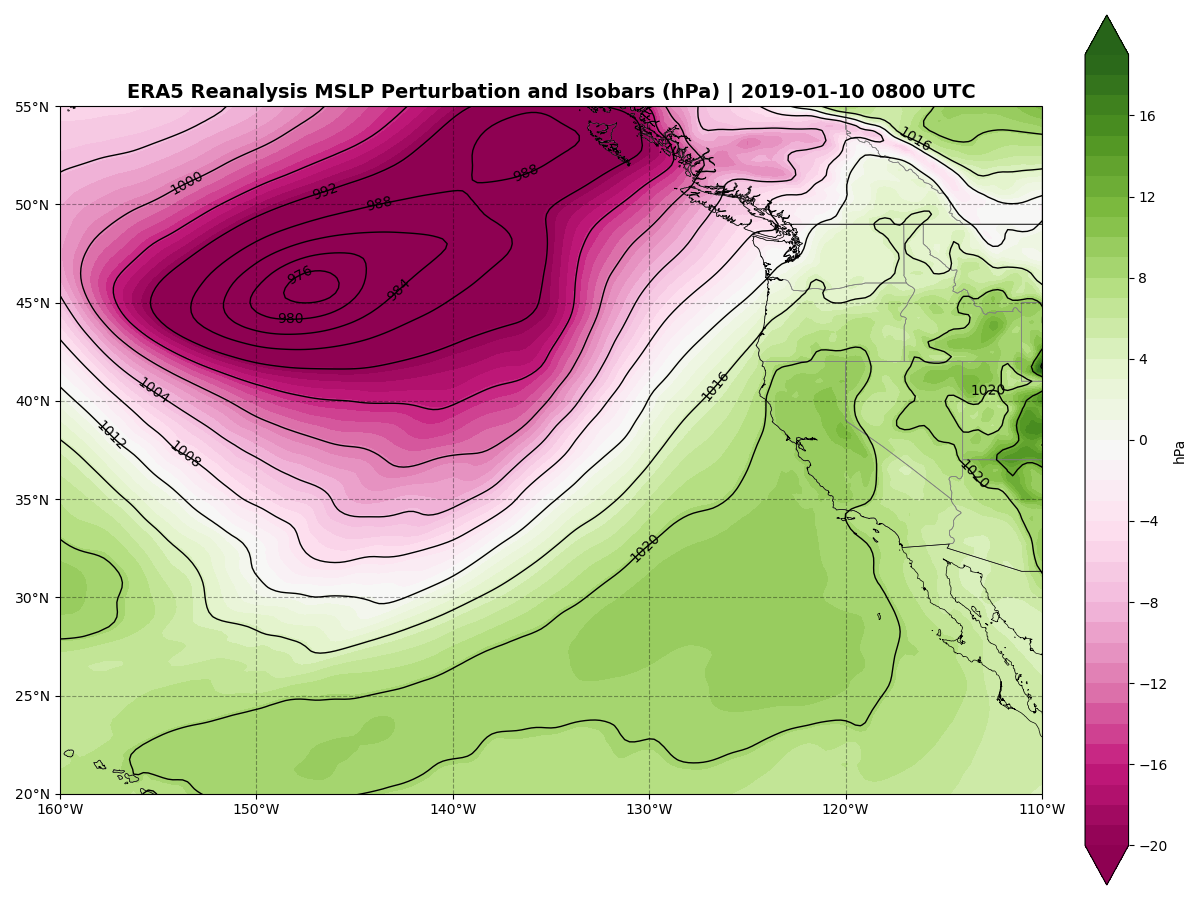 ERA5 Reanalysis MSLP Perturbation and Isobars (hPa) | 2019-01-10 0800 UTC
55°N
50°N
45°N
40°N
35°N
30°N
25°N
20°N
160°W 150°W 140°W 130°W 120°W 110°W
1000
992
988
988
1016
976
984
980
1004
1016
1020
1012
1008
1020
1020
16
12
8
4
0
−4
−8
−12
−16
−20
hPa